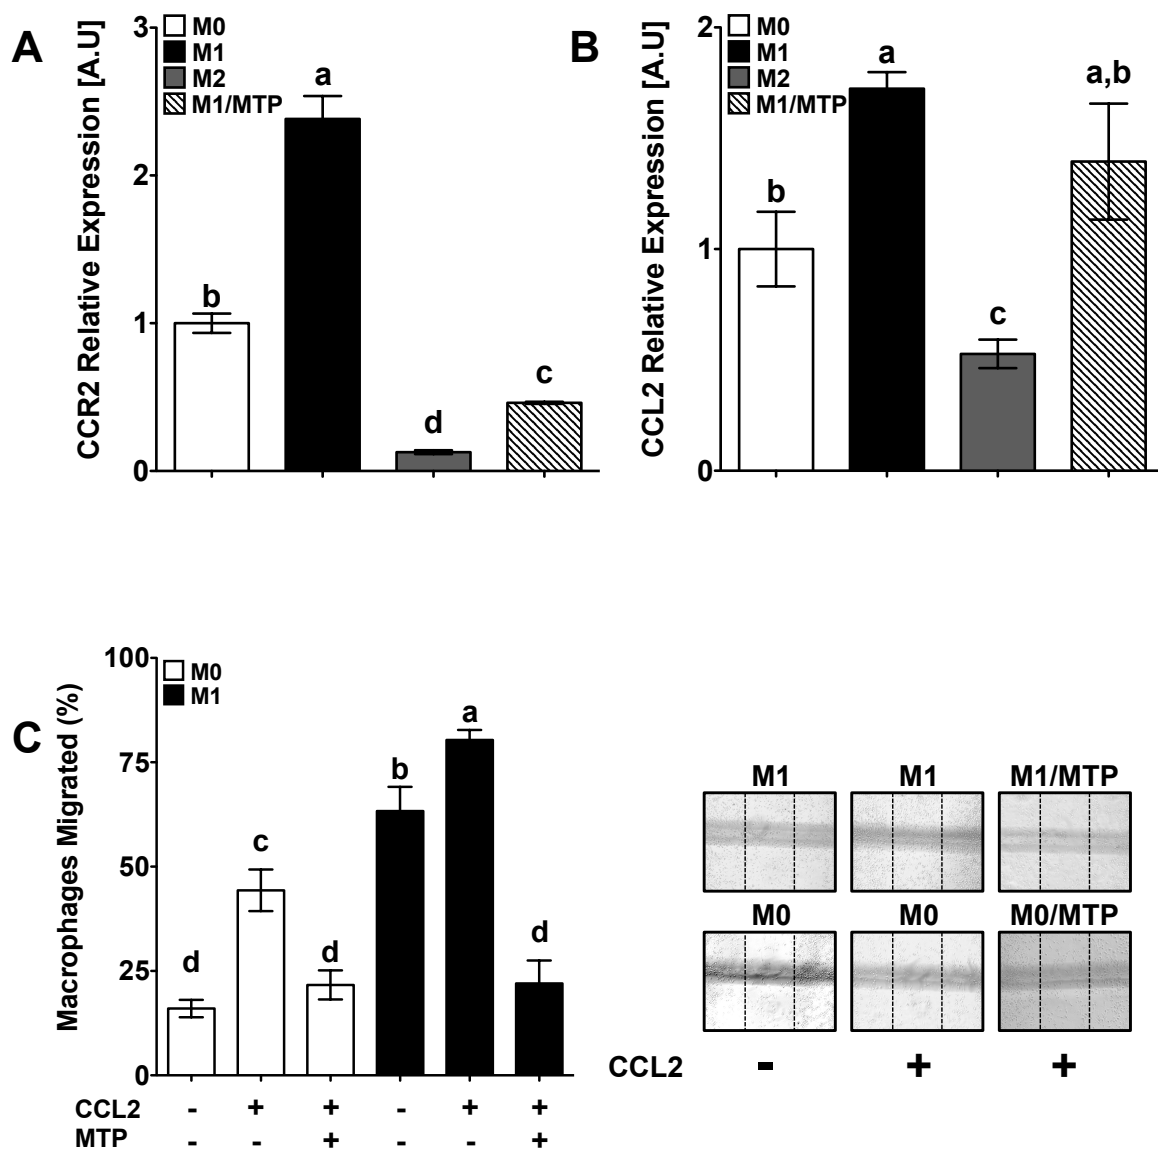 A
CCR2 Relative Expression [A.U]
3
2
1
0
M0
M1
M2
M1/MTP
b
a
d
c
B
CCL2 Relative Expression [A.U]
2
1
0
M0
M1
M2
M1/MTP
b
a
c
a,b
C
Macrophages Migrated (%)
100
75
50
25
0
M0
M1
d
c
d
b
a
d
CCL2 - + + - + +
MTP - - + - - +
M1 M1 M1/MTP
M0 M0 M0/MTP
CCL2 - + +